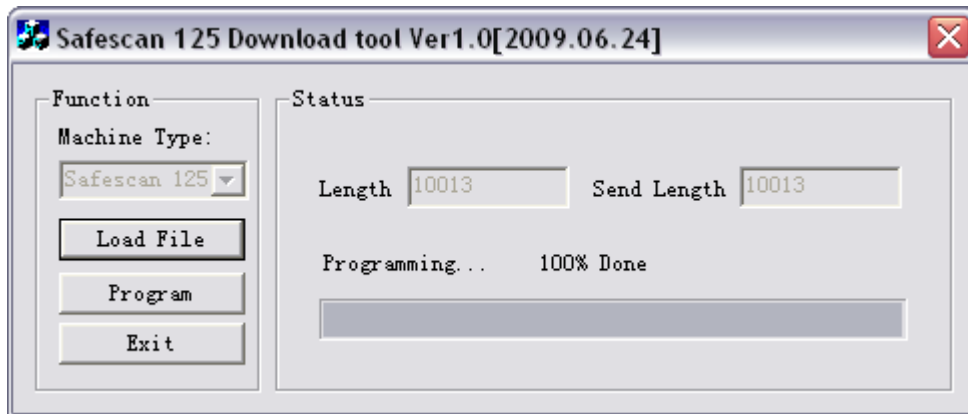 Safescan 125 Download tool Ver1.0[2009.06.24]
Function
Machine Type:
Safescan 125
Load File
Program
Exit
Status
Length 10013 Send Length 10013
Programming... 100% Done